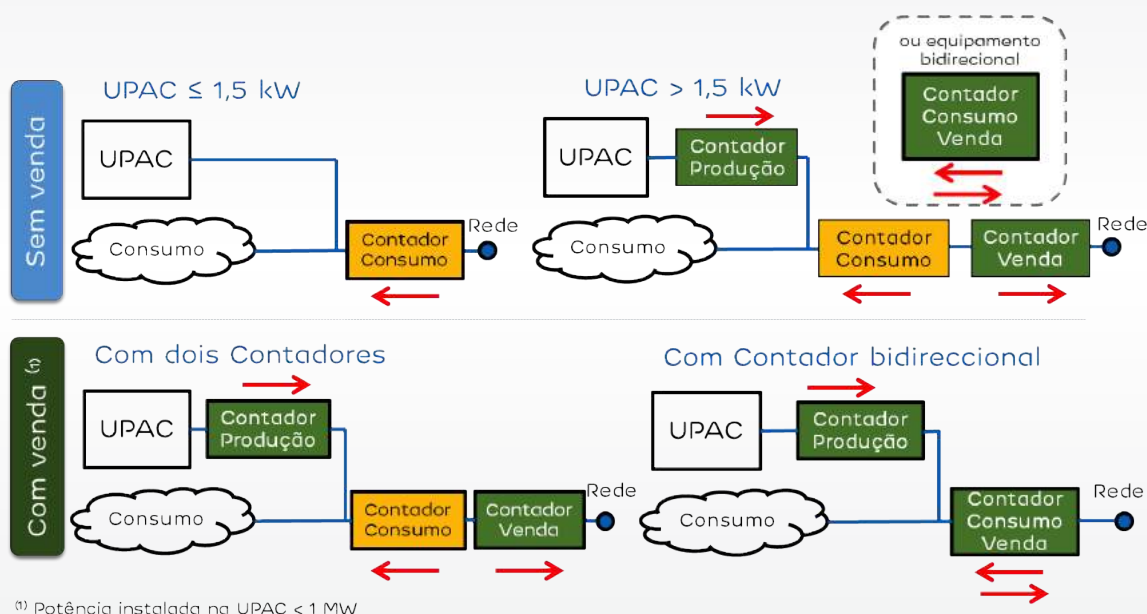 Sem venda
UPAC ≤ 1,5 kW
UPAC
Consumo
Contador
Consumo
Rede
UPAC > 1,5 kW
UPAC
Contador
Produção
Consumo
Contador
Consumo
Contador
Venda
Rede
ou equipamento
bidirecional
Contador
Consumo
Venda
Com venda (1)
Com dois Contadores
UPAC
Contador
Produção
Consumo
Contador
Consumo
Contador
Venda
Rede
Com Contador bidireccional
UPAC
Contador
Produção
Consumo
Contador
Consumo
Venda
Rede
(1) Potência instalada na UPAC < 1 MW